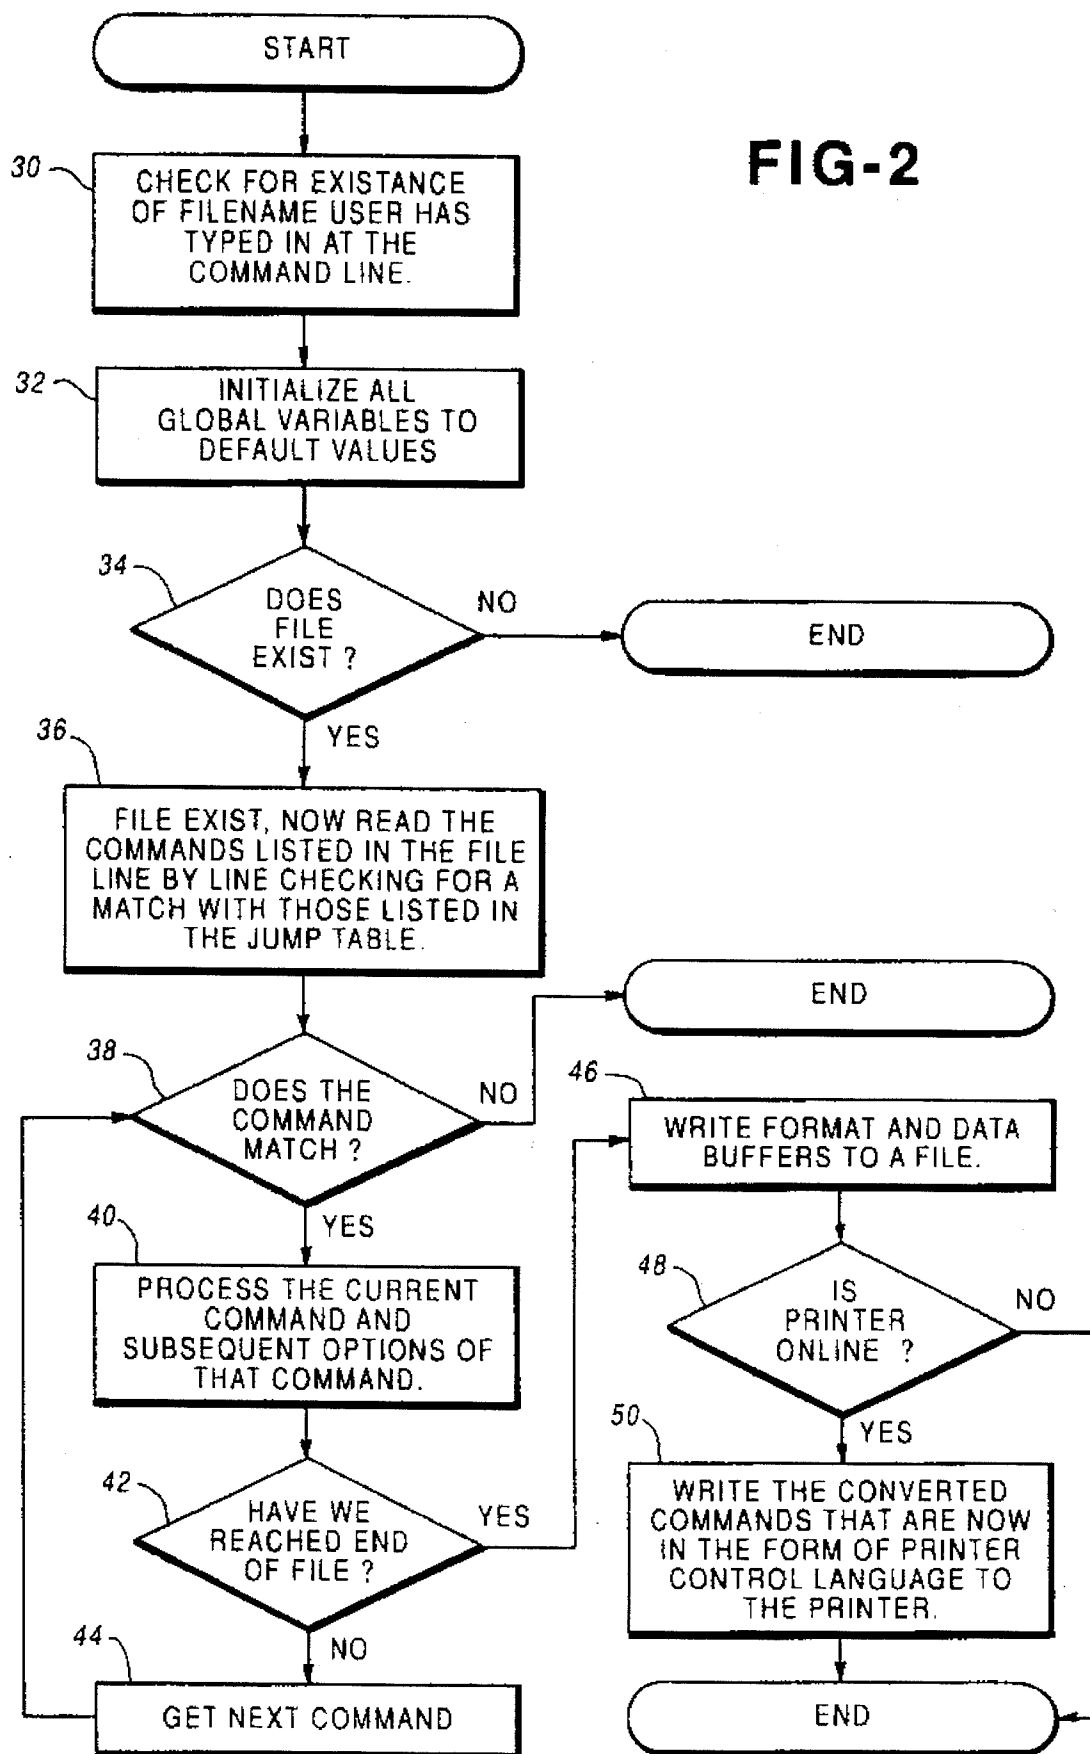 START
FIG-2
30
CHECK FOR EXISTANCE
OF FILENAME USER HAS
TYPED IN AT THE
COMMAND LINE.
32
INITIALIZE ALL
GLOBAL VARIABLES TO
DEFAULT VALUES
34
DOES
FILE
EXIST ?
NO
END
YES
36
FILE EXIST, NOW READ THE
COMMANDS LISTED IN THE FILE
LINE BY LINE CHECKING FOR A
MATCH WITH THOSE LISTED IN
THE JUMP TABLE.
38
DOES THE
COMMAND
MATCH ?
NO
END
YES
40
PROCESS THE CURRENT
COMMAND AND
SUBSEQUENT OPTIONS OF
THAT COMMAND.
42
HAVE WE
REACHED END
OF FILE ?
YES
NO
44
GET NEXT COMMAND
46
WRITE FORMAT AND DATA
BUFFERS TO A FILE.
48
IS
PRINTER
ONLINE ?
NO
YES
50
WRITE THE CONVERTED
COMMANDS THAT ARE NOW
IN THE FORM OF PRINTER
CONTROL LANGUAGE TO
THE PRINTER.
END